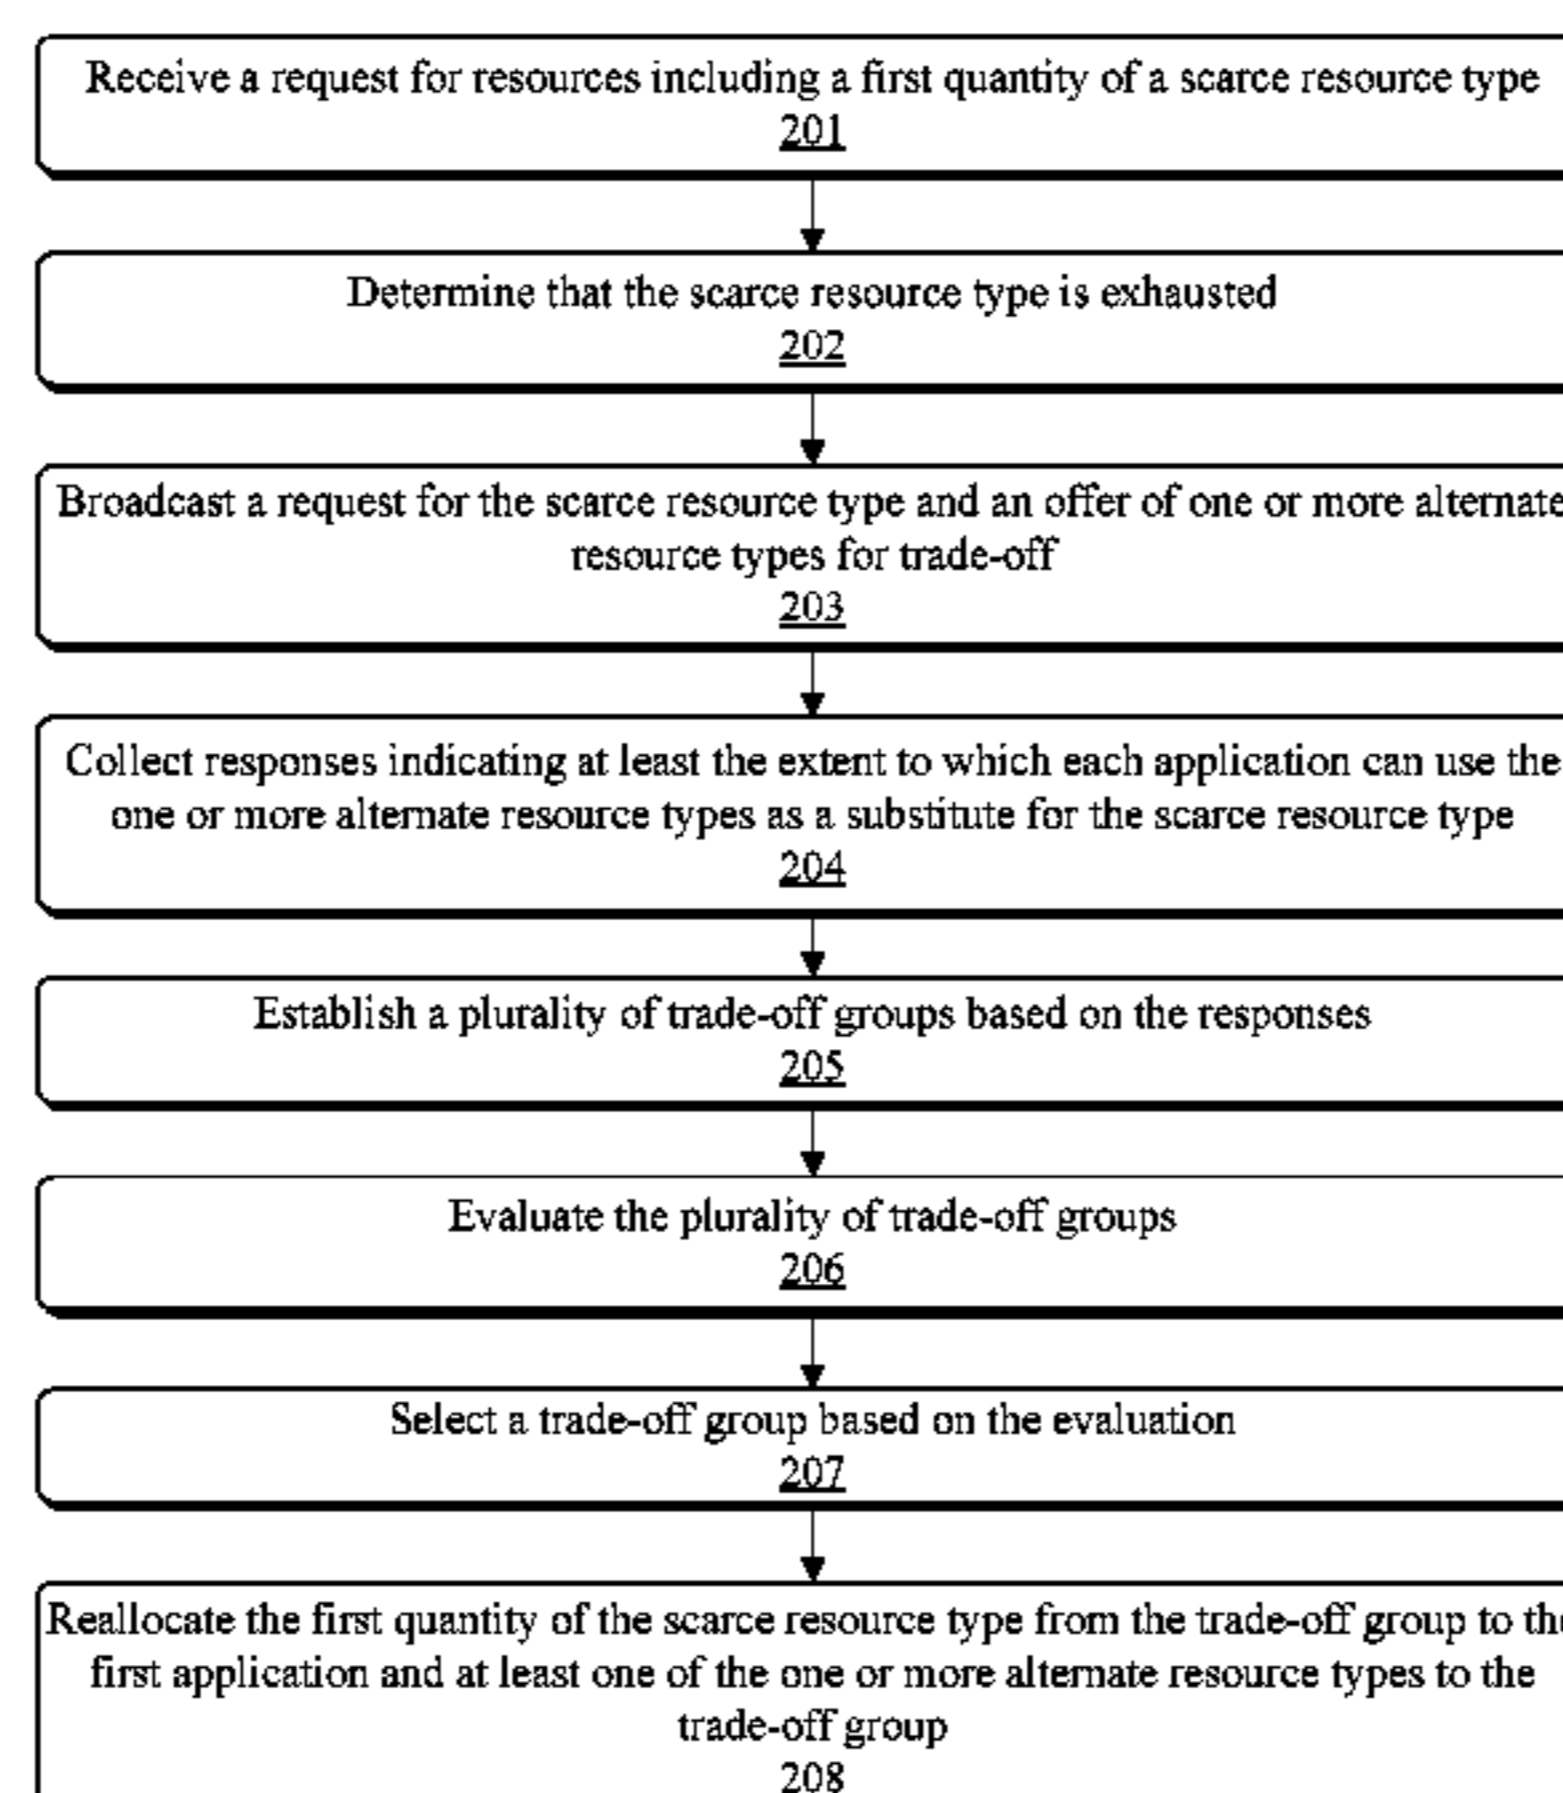 Receive a request for resources including a first quantity of a scarce resource type
201
Determine that the scarce resource type is exhausted
202
Broadcast a request for the scarce resource type and an offer of one or more alternate
resource types for trade-off
203
Collect responses indicating at least the extent to which each application can use the
one or more alternate resource types as a substitute for the scarce resource type
204
Establish a plurality of trade-off groups based on the responses
205
Evaluate the plurality of trade-off groups
206
Select a trade-off group based on the evaluation
207
Reallocate the first quantity of the scarce resource type from the trade-off group to the
first application and at least one of the one or more alternate resource types to the
trade-off group
208